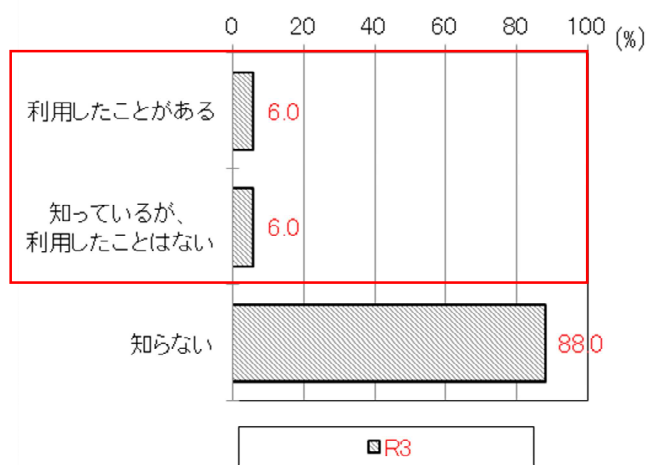 0 20 40 60 80 100 (%)
利用したことがある 6.0
知っているが、
利用したことはない 6.0
知らない 88.0
R3